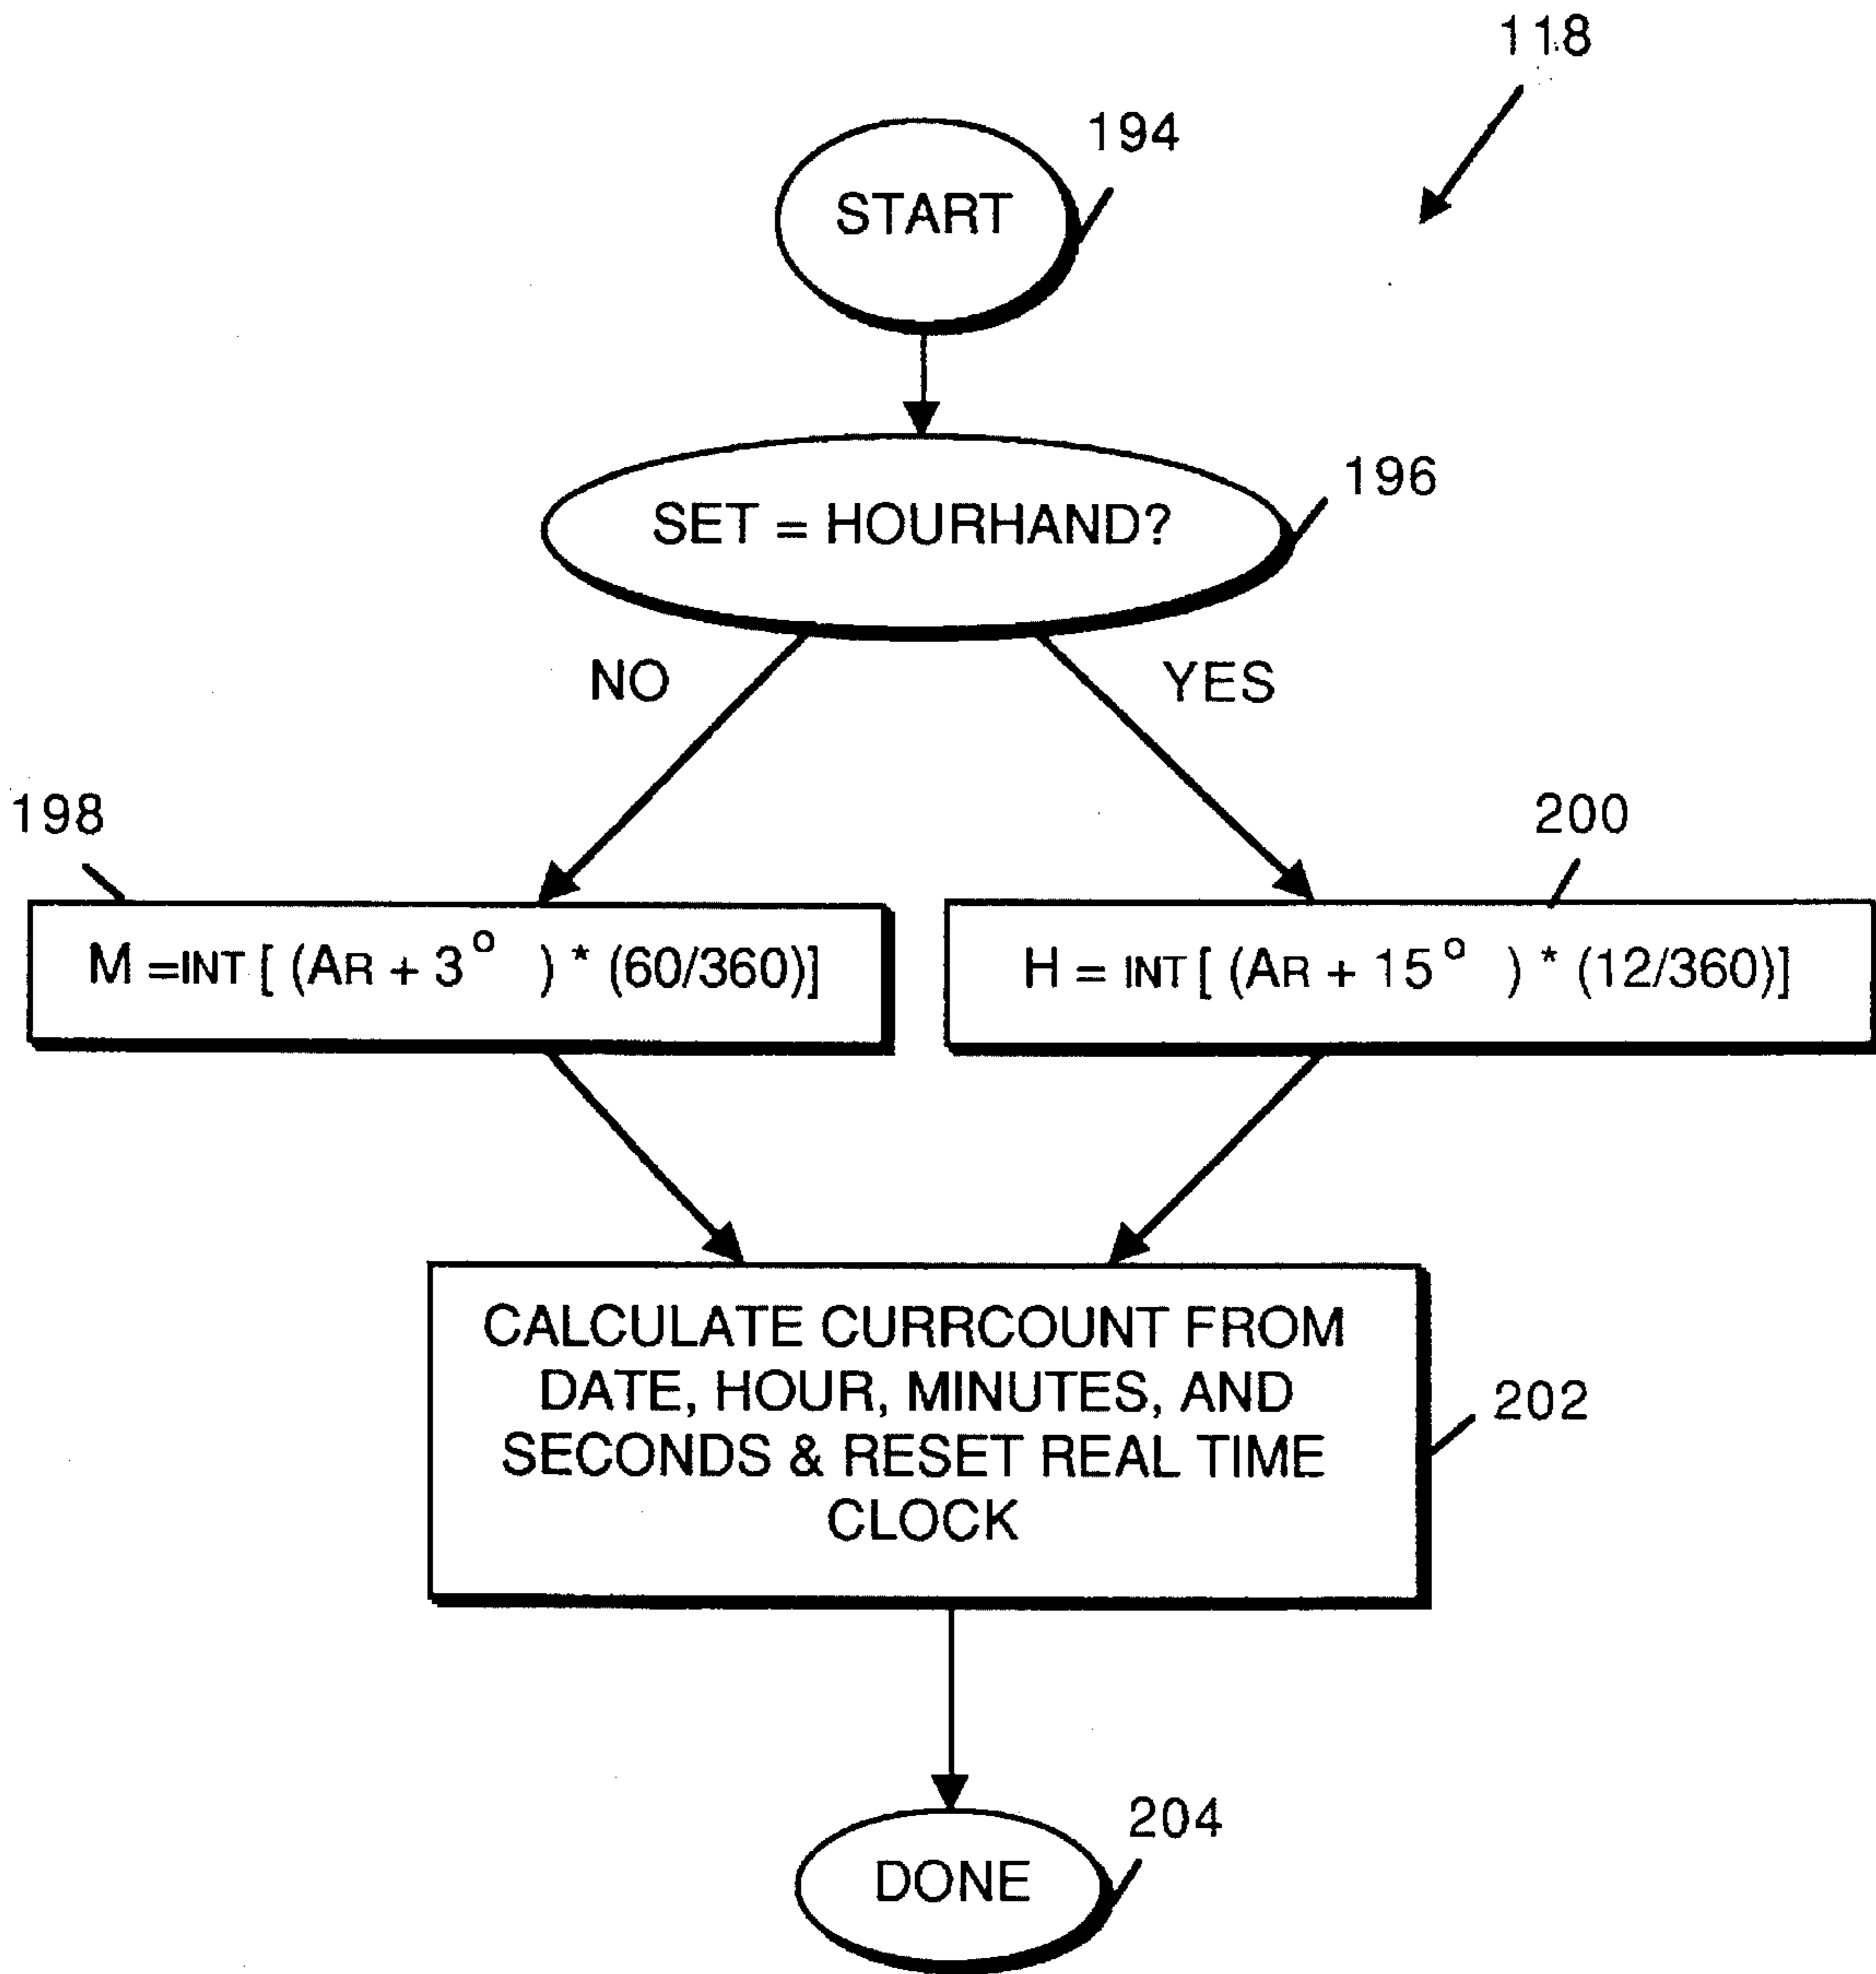 118
194
START
196
SET = HOURHAND?
NO
YES
198
200
M =INT [ (AR + 3° ) * (60/360)]
H = INT [ (AR + 15° ) * (12/360)]
CALCULATE CURRCOUNT FROM
DATE, HOUR, MINUTES, AND
SECONDS & RESET REAL TIME
CLOCK
202
204
DONE